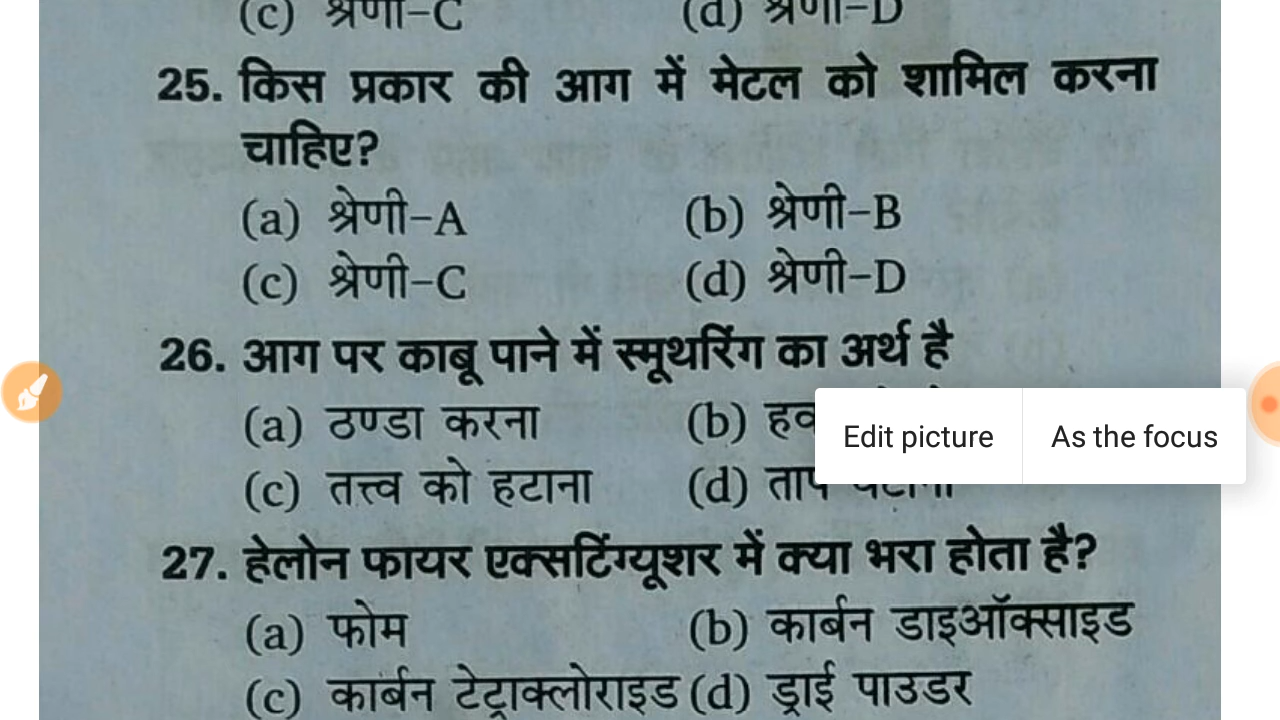 (c) श्रेणी-C (d) श्रेणी-D
25. किस प्रकार की आग में मेटल को शामिल करना
चाहिए?
(a) श्रेणी-A (b) श्रेणी-B
(c) श्रेणी-C (d) श्रेणी-D
26. आग पर काबू पाने में स्मूथरिंग का अर्थ है
(a) ठण्डा करना (b)
Edit picture As the focus
(c) तत्त्व को हटाना (d) ताप
27. हेलोन फायर एक्सटिंग्यूशर में क्या भरा होता है?
(a) फोम (b) कार्बन डाइऑक्साइड
(c) कार्बन टेट्राक्लोराइड (d) ड्राई पाउडर